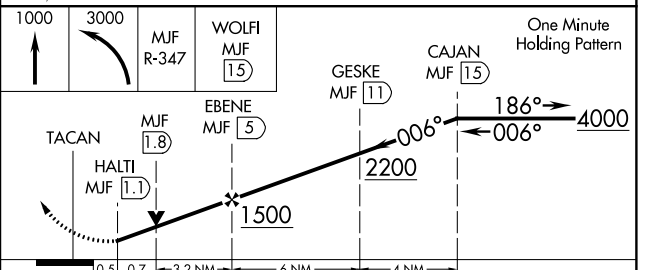 1000
3000
MJF
R-347
WOLFI
MJF
15
One Minute
Holding Pattern
CAJAN
MJF 15
GESKE
MJF 11
EBENE
MJF 5
MJF
1.8
TACAN
HALTI
MJF 1.1
186°
006°
006°
4000
2200
1500
0.5
0.7
3.2 NM
6 NM
4 NM